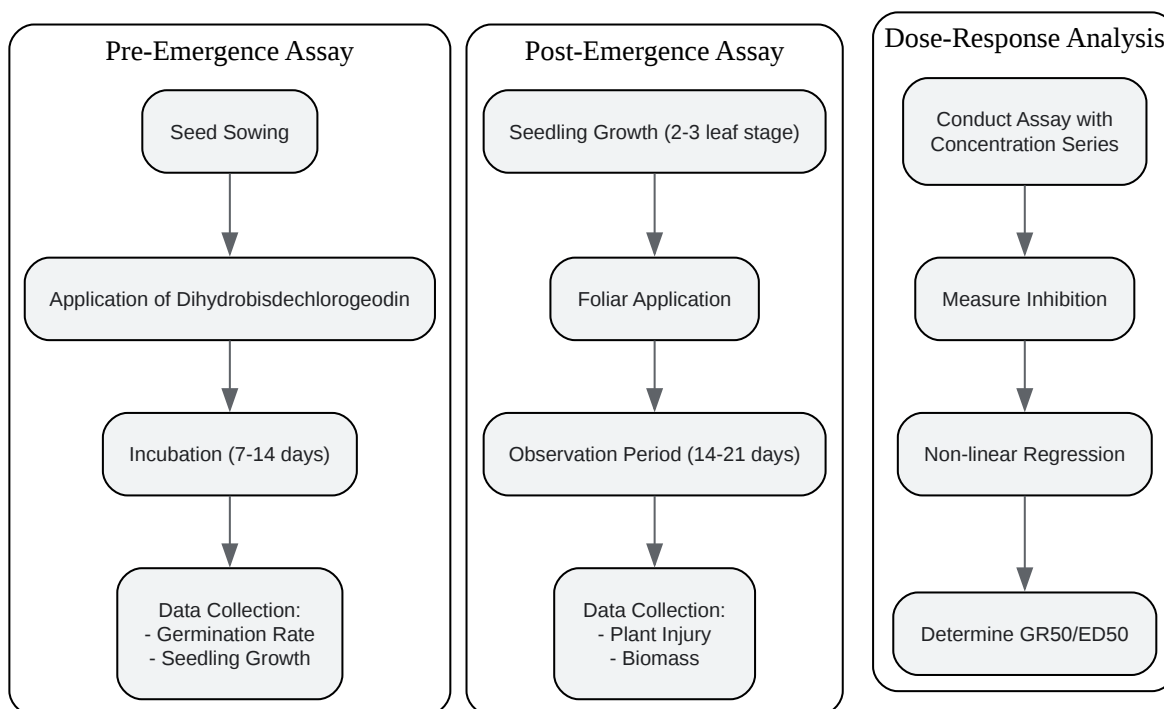 Pre-Emergence Assay
Seed Sowing
Application of Dihydrobisdechlorogeodin
Incubation (7-14 days)
Data Collection:
- Germination Rate
- Seedling Growth
Post-Emergence Assay
Seedling Growth (2-3 leaf stage)
Foliar Application
Observation Period (14-21 days)
Data Collection:
- Plant Injury
- Biomass
Dose-Response Analysis
Conduct Assay with
Concentration Series
Measure Inhibition
Non-linear Regression
Determine GR50/ED50